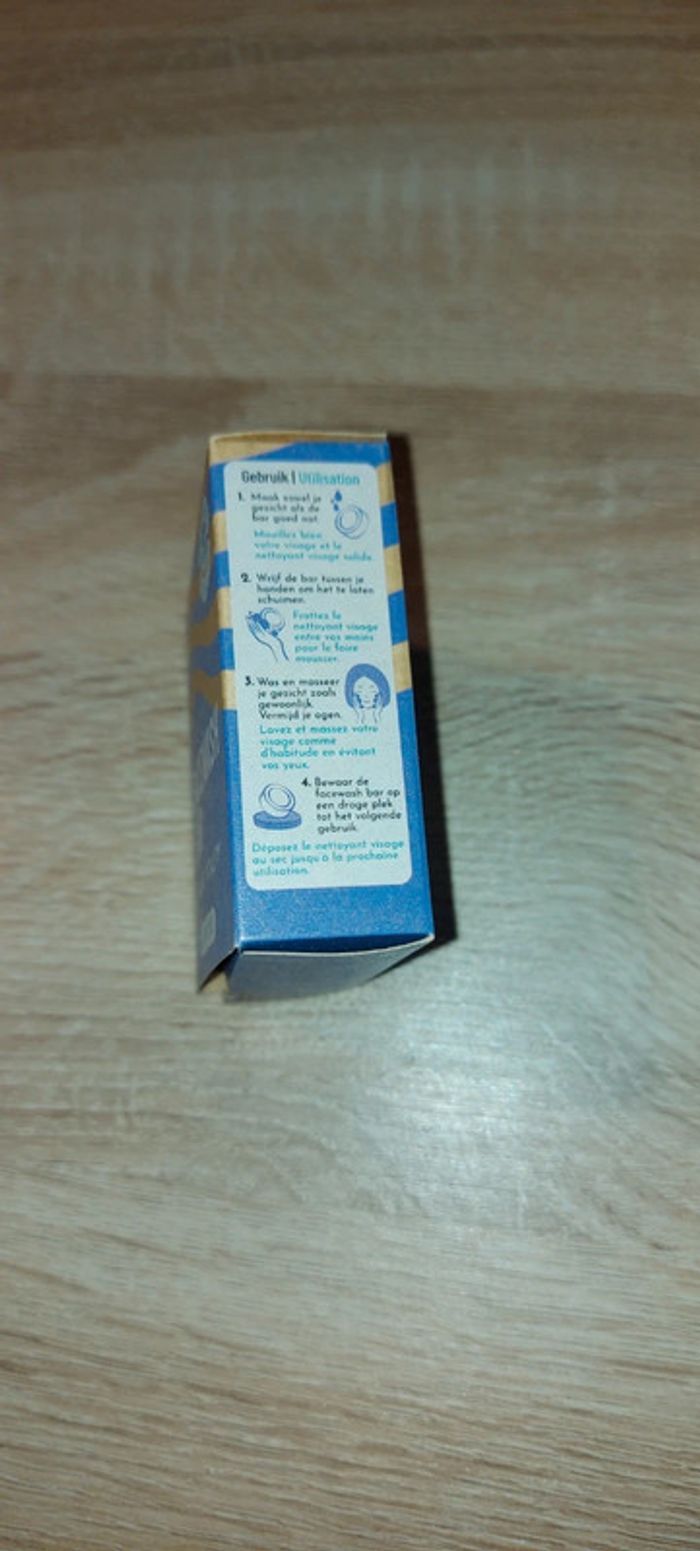 Gebruik | Utilisation
1. Maak zowel je
gezicht als de
bar goed nat.
Mouillez bien
votre visage et le
nettoyant visage solide.
2. Wrijf de bar tussen je
handen om het te laten
schuimen.
Frottez le
nettoyant visage
entre vos mains
pour le faire
mousser.
3. Was en masseer
je gezicht zoals
gewoonlijk.
Vermijd je ogen.
Lavez et massez votre
visage comme
d'habitude en évitant
vos yeux.
4. Bewaar de
facewash bar op
een droge plek
tot het volgende
gebruik.
Déposez le nettoyant visage
au sec jusqu'à la prochaine
utilisation.